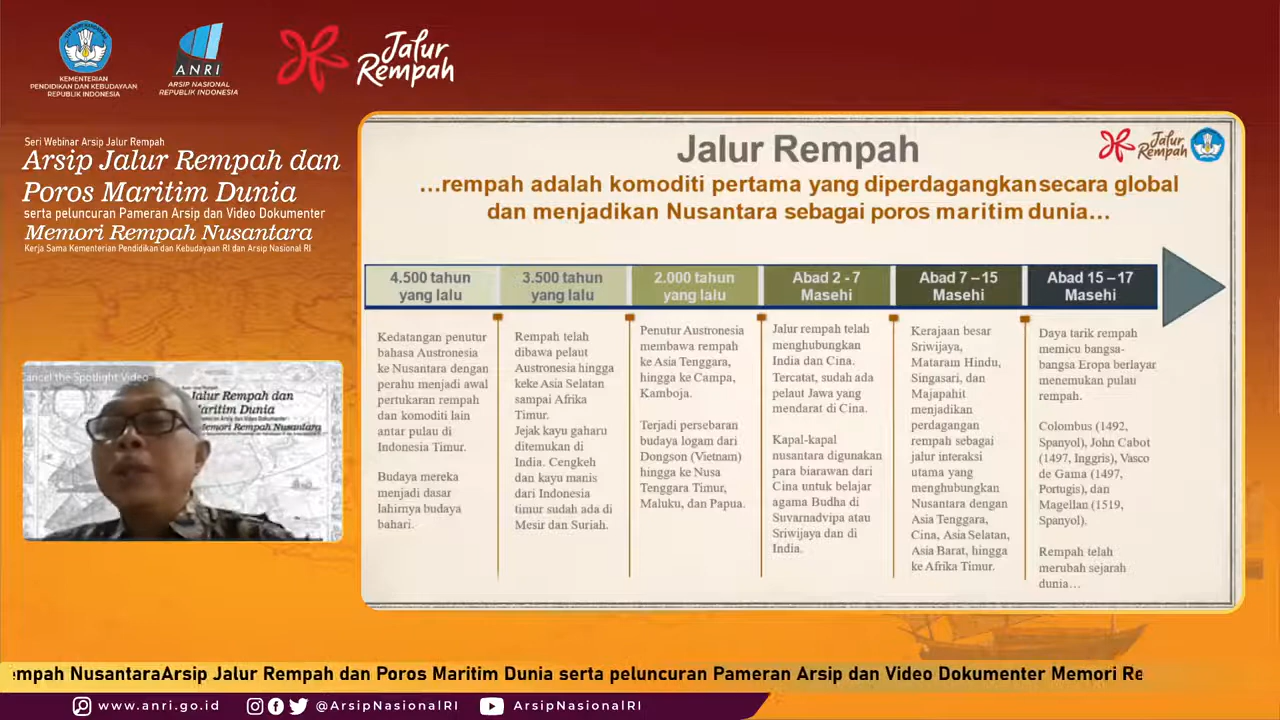 KEMENTERIAN
PENDIDIKAN DAN KEBUDAYAAN
REPUBLIK INDONESIA
ANRI
ARSIP NASIONAL
REPUBLIK INDONESIA
Jalur
Rempah
Seri Webinar Arsip Jalur Rempah
Arsip Jalur Rempah dan
Poros Maritim Dunia
serta peluncuran Pameran Arsip dan Video Dokumenter
Memori Rempah Nusantara
Kerja Sama Kementerian Pendidikan dan Kebudayaan RI dan Arsip Nasional RI
Cancel the Spotlight Video
Jalur Rempah dan
Maritim Dunia
Memori Rempah Nusantara
Jalur Rempah
Jalur
Rempah
…rempah adalah komoditi pertama yang diperdagangkansecara global
dan menjadikan Nusantara sebagai poros maritim dunia…
4.500 tahun
yang lalu
Kedatangan penutur
bahasa Austronesia
ke Nusantara dengan
perahu menjadi awal
pertukaran rempah
dan komoditi lain
antar pulau di
Indonesia Timur.
Budaya mereka
menjadi dasar
lahirnya budaya
bahari.
3.500 tahun
yang lalu
Rempah telah
dibawa pelaut
Austronesia hingga
keke Asia Selatan
sampai Afrika
Timur.
Jejak kayu gaharu
ditemukan di
India. Cengkeh
dan kayu manis
dari Indonesia
timur sudah ada di
Mesir dan Suriah.
2.000 tahun
yang lalu
Penutur Austronesia
membawa rempah
ke Asia Tenggara,
hingga ke Campa,
Kamboja.
Terjadi persebaran
budaya logam dari
Dongson (Vietnam)
hingga ke Nusa
Tenggara Timur,
Maluku, dan Papua.
Abad 2 - 7
Masehi
Jalur rempah telah
menghubungkan
India dan Cina.
Tercatat, sudah ada
pelaut Jawa yang
mendarat di Cina.
Kapal-kapal
nusantara digunakan
para biarawan dari
Cina untuk belajar
agama Budha di
Suvarnadvipa atau
Sriwijaya dan di
India.
Abad 7 – 15
Masehi
Kerajaan besar
Sriwijaya,
Mataram Hindu,
Singasari, dan
Majapahit
menjadikan
perdagangan
rempah sebagai
jalur interaksi
utama yang
menghubungkan
Nusantara dengan
Asia Tenggara,
Cina, Asia Selatan,
Asia Barat, hingga
ke Afrika Timur.
Abad 15 – 17
Masehi
Daya tarik rempah
memicu bangsa-
bangsa Eropa berlayar
menemukan pulau
rempah.
Colombus (1492,
Spanyol), John Cabot
(1497, Inggris), Vasco
de Gama (1497,
Portugis), dan
Magellan (1519,
Spanyol).
Rempah telah
merubah sejarah
dunia…
empah NusantaraArsip Jalur Rempah dan Poros Maritim Dunia serta peluncuran Pameran Arsip dan Video Dokumenter Memori Re
www.anri.go.id
@ArsipNasionalRI
ArsipNasionalRI